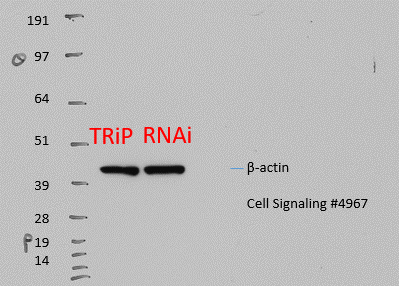 191
97
64
51
TRiP RNAi
β-actin
39
Cell Signaling #4967
28
19
14